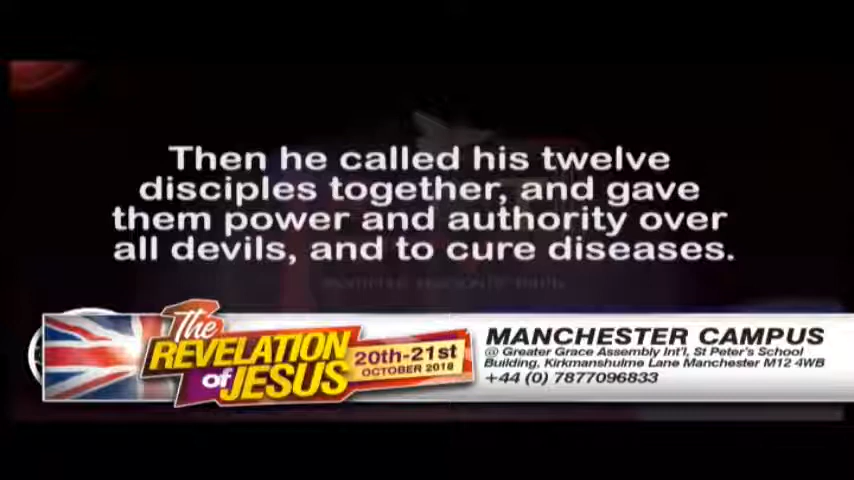 Then he called his twelve
disciples together, and gave
them power and authority over
all devils, and to cure diseases.
The
REVELATION
of JESUS
20th-21st
OCTOBER 2018
MANCHESTER CAMPUS
@ Greater Grace Assembly Int'l, St Peter's School
Building, Kirkmanshulme Lane Manchester M12 4WB
+44 (0) 7877096833